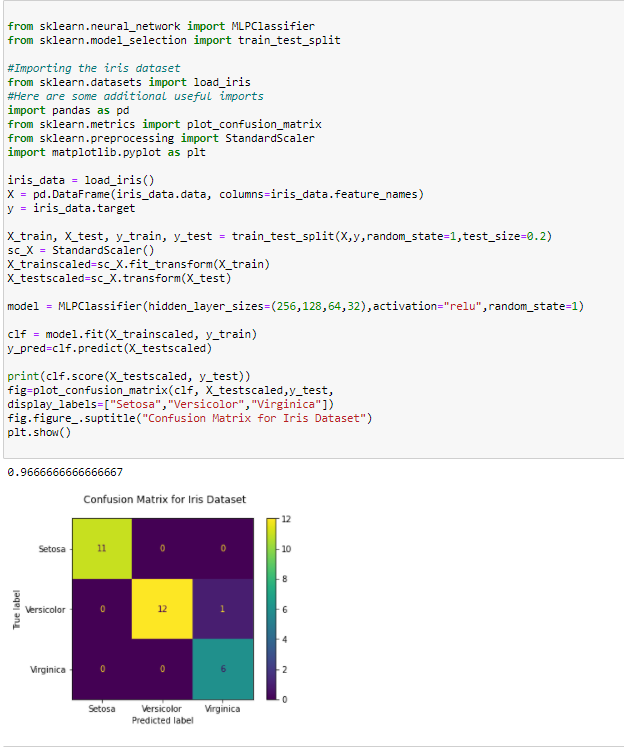 from sklearn.neural_network import MLPClassifier
from sklearn.model_selection import train_test_split
#Importing the iris dataset
from sklearn.datasets import load_iris
#Here are some additional useful imports
import pandas as pd
from sklearn.metrics import plot_confusion_matrix
from sklearn.preprocessing import StandardScaler
import matplotlib.pyplot as plt
iris_data = load_iris()
X = pd.DataFrame(iris_data.data, columns=iris_data.feature_names)
y = iris_data.target
X_train, X_test, y_train, y_test = train_test_split(X,y,random_state=1,test_size=0.2)
sc_X = StandardScaler()
X_trainscaled=sc_X.fit_transform(X_train)
X_testscaled=sc_X.transform(X_test)
model = MLPClassifier(hidden_layer_sizes=(256,128,64,32),activation="relu",random_state=1)
clf = model.fit(X_trainscaled, y_train)
y_pred=clf.predict(X_testscaled)
print(clf.score(X_testscaled, y_test))
fig=plot_confusion_matrix(clf, X_testscaled,y_test,
display_labels=["Setosa","Versicolor","Virginica"])
fig.figure_.suptitle("Confusion Matrix for Iris Dataset")
plt.show()
0.9666666666666667
Confusion Matrix for Iris Dataset
True label
Setosa 11 0 0
Versicolor 0 12 1
Virginica 0 0 6
Setosa Versicolor Virginica
Predicted label
12
10
8
6
4
2
0